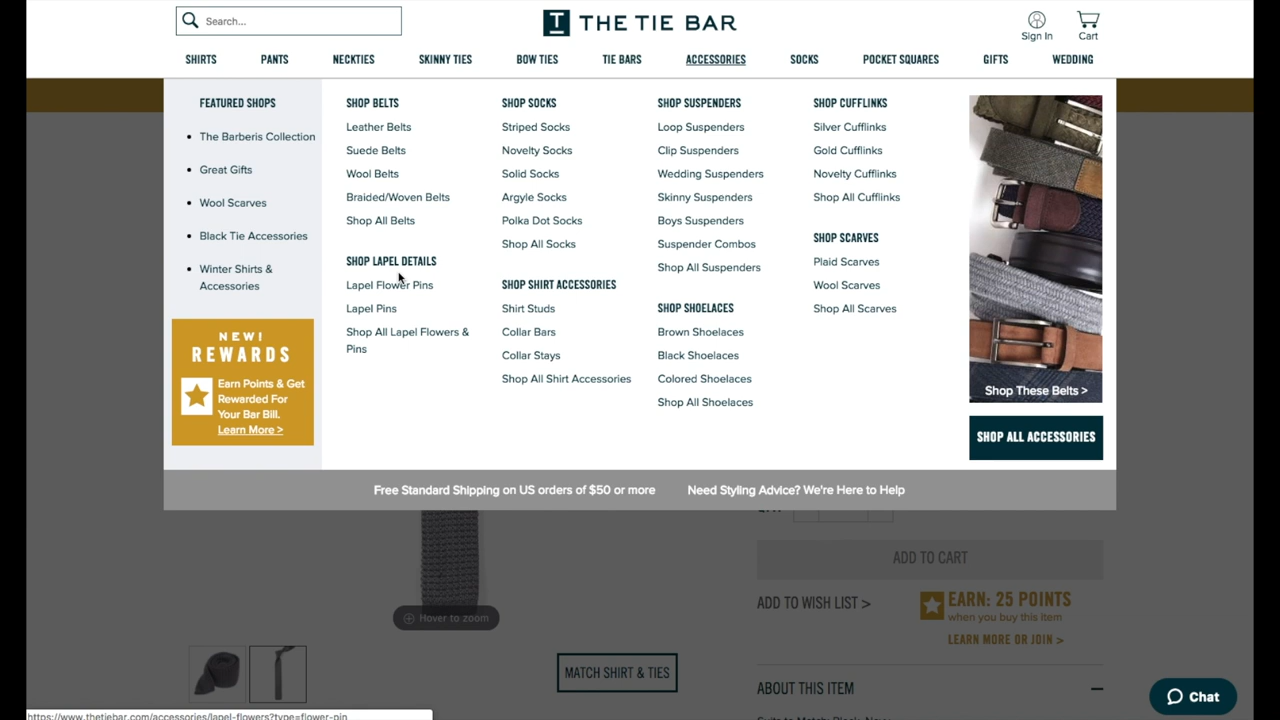 Search...
THE TIE BAR
Sign In
Cart
SHIRTS
PANTS
NECKTIES
SKINNY TIES
BOW TIES
TIE BARS
ACCESSORIES
SOCKS
POCKET SQUARES
GIFTS
WEDDING
FEATURED SHOPS
The Barberis Collection
Great Gifts
Wool Scarves
Black Tie Accessories
Winter Shirts &
Accessories
NEW!
REWARDS
Earn Points & Get
Rewarded For
Your Bar Bill.
Learn More >
SHOP BELTS
Leather Belts
Suede Belts
Wool Belts
Braided/Woven Belts
Shop All Belts
SHOP LAPEL DETAILS
Lapel Flower Pins
Lapel Pins
Shop All Lapel Flowers &
Pins
SHOP SOCKS
Striped Socks
Novelty Socks
Solid Socks
Argyle Socks
Polka Dot Socks
Shop All Socks
SHOP SHIRT ACCESSORIES
Shirt Studs
Collar Bars
Collar Stays
Shop All Shirt Accessories
SHOP SUSPENDERS
Loop Suspenders
Clip Suspenders
Wedding Suspenders
Skinny Suspenders
Boys Suspenders
Suspender Combos
Shop All Suspenders
SHOP SHOELACES
Brown Shoelaces
Black Shoelaces
Colored Shoelaces
Shop All Shoelaces
SHOP CUFFLINKS
Silver Cufflinks
Gold Cufflinks
Novelty Cufflinks
Shop All Cufflinks
SHOP SCARVES
Plaid Scarves
Wool Scarves
Shop All Scarves
Shop These Belts >
SHOP ALL ACCESSORIES
Free Standard Shipping on US orders of $50 or more
Need Styling Advice? We're Here to Help
ADD TO CART
ADD TO WISH LIST >
EARN: 25 POINTS
when you buy this item
LEARN MORE OR JOIN >
Hover to zoom
MATCH SHIRT & TIES
ABOUT THIS ITEM
Chat
https://www.thetiebar.com/accessories/lapel-flowers?type=flower-pin